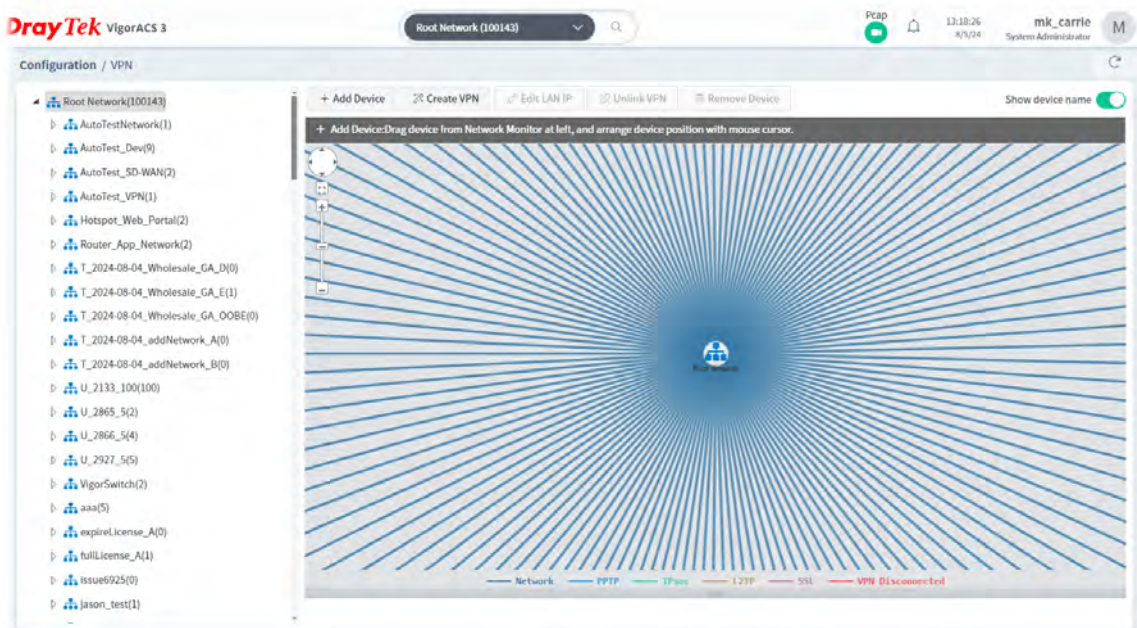 DrayTek VigorACS 3
Root Network (100143)
Pcap
13:18:26
8/5/24
mk_carrie
System Administrator
M
Configuration / VPN
Root Network(100143)
AutoTestNetwork(1)
AutoTest_Dev(9)
AutoTest_SD-WAN(2)
AutoTest_VPN(1)
Hotspot_Web_Portal(2)
Router_App_Network(2)
T_2024-08-04_Wholesale_GA_D(0)
T_2024-08-04_Wholesale_GA_E(1)
T_2024-08-04_Wholesale_GA_OOBE(0)
T_2024-08-04_addNetwork_A(0)
T_2024-08-04_addNetwork_B(0)
U_2133_100(100)
U_2865_5(2)
U_2866_5(4)
U_2927_5(5)
VigorSwitch(2)
aaa(5)
expireLicense_A(0)
fullLicense_A(1)
issue6925(0)
jason_test(1)
+ Add Device
Create VPN
Edit LAN IP
Unlink VPN
Remove Device
Show device name
+ Add Device:Drag device from Network Monitor at left, and arrange device position with mouse cursor.
Root Network
Network
PPTP
IPsec
L2TP
SSL
VPN Disconnected